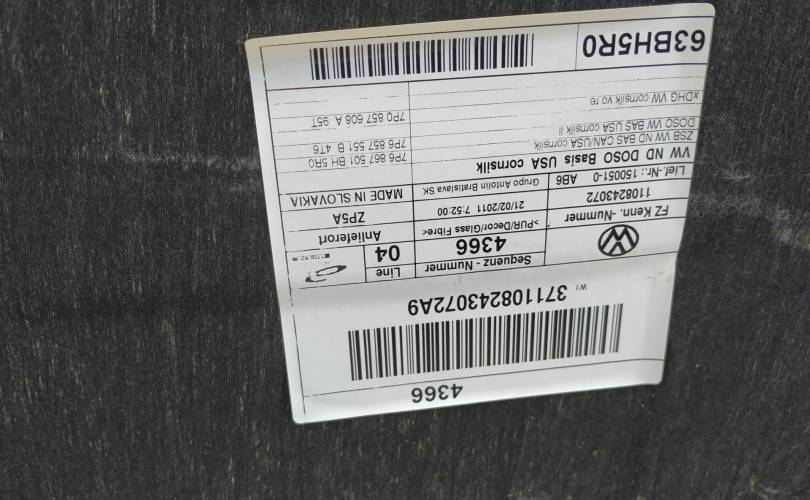 4366
W1 371108243072A9
Sequenz - Nummer
4366
Line
04
FZ Kenn. -Nummer
1108243072
>PUR/Decor/Glass Fibre<
21/02/2011 7:52:00
Anlieferort
ZP5A
Lief.-Nr.: 150051-0 AB6
Grupo Antolin Bratislava SK
MADE IN SLOVAKIA
VW ND DOSO Basis USA cornsilk
ZSB VW ND BAS CAN/USA cornsilk 7P6 867 501 BH 5R0
DOSO VW BAS USA cornsilk li 7P6 857 551 B 4T6
xDHG VW cornsilk vo re 7P0 857 608 A 95T
63BH5R0